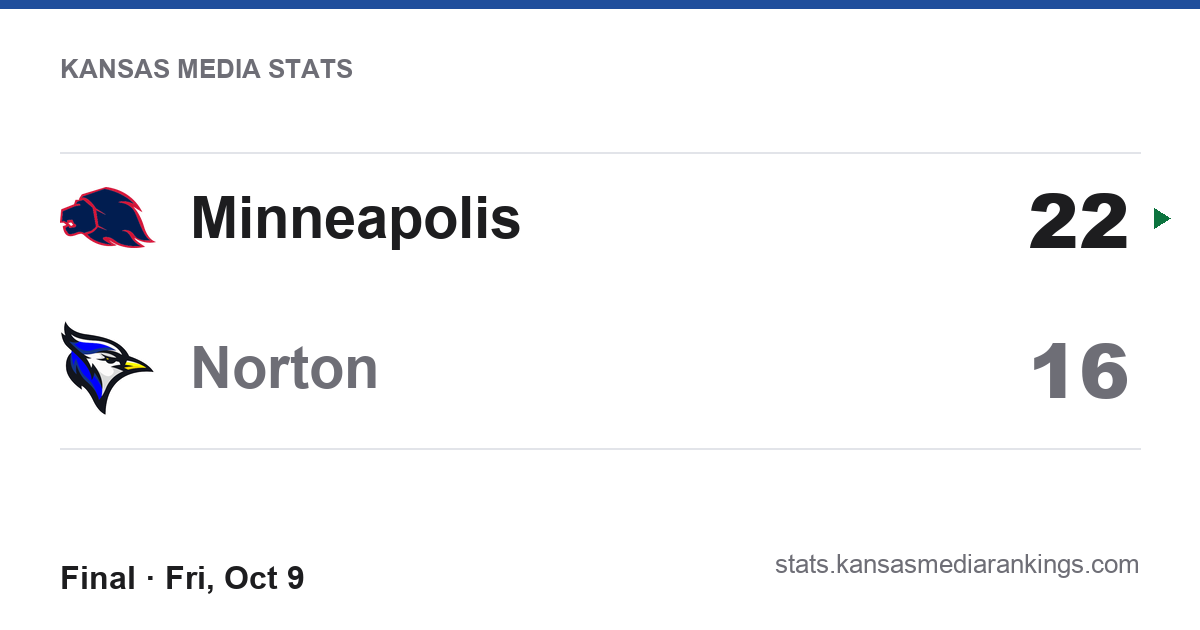 KANSAS MEDIA STATS
Minneapolis 22
Norton 16
Final · Fri, Oct 9
stats.kansasmediarankings.com